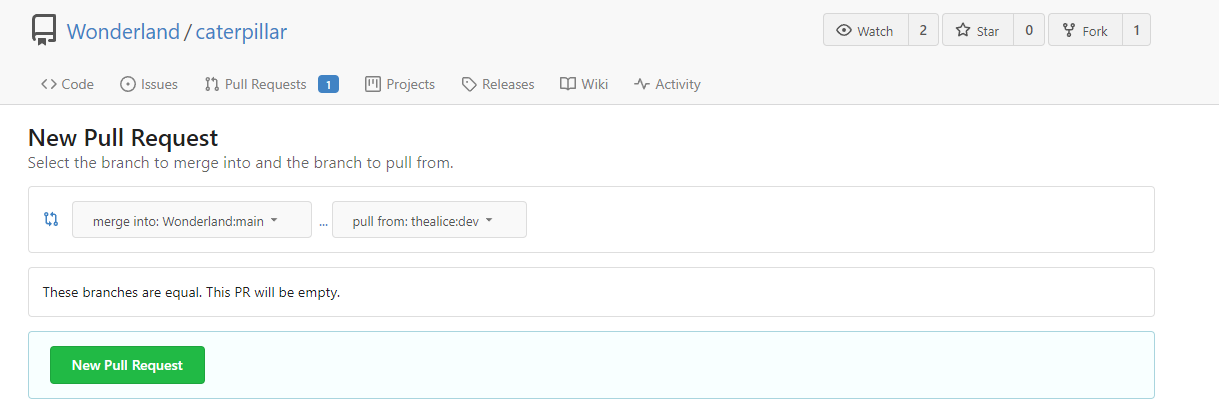 Wonderland / caterpillar
Watch 2 Star 0 Fork 1
Code Issues Pull Requests 1 Projects Releases Wiki Activity
New Pull Request
Select the branch to merge into and the branch to pull from.
merge into: Wonderland:main ... pull from: thealice:dev
These branches are equal. This PR will be empty.
New Pull Request